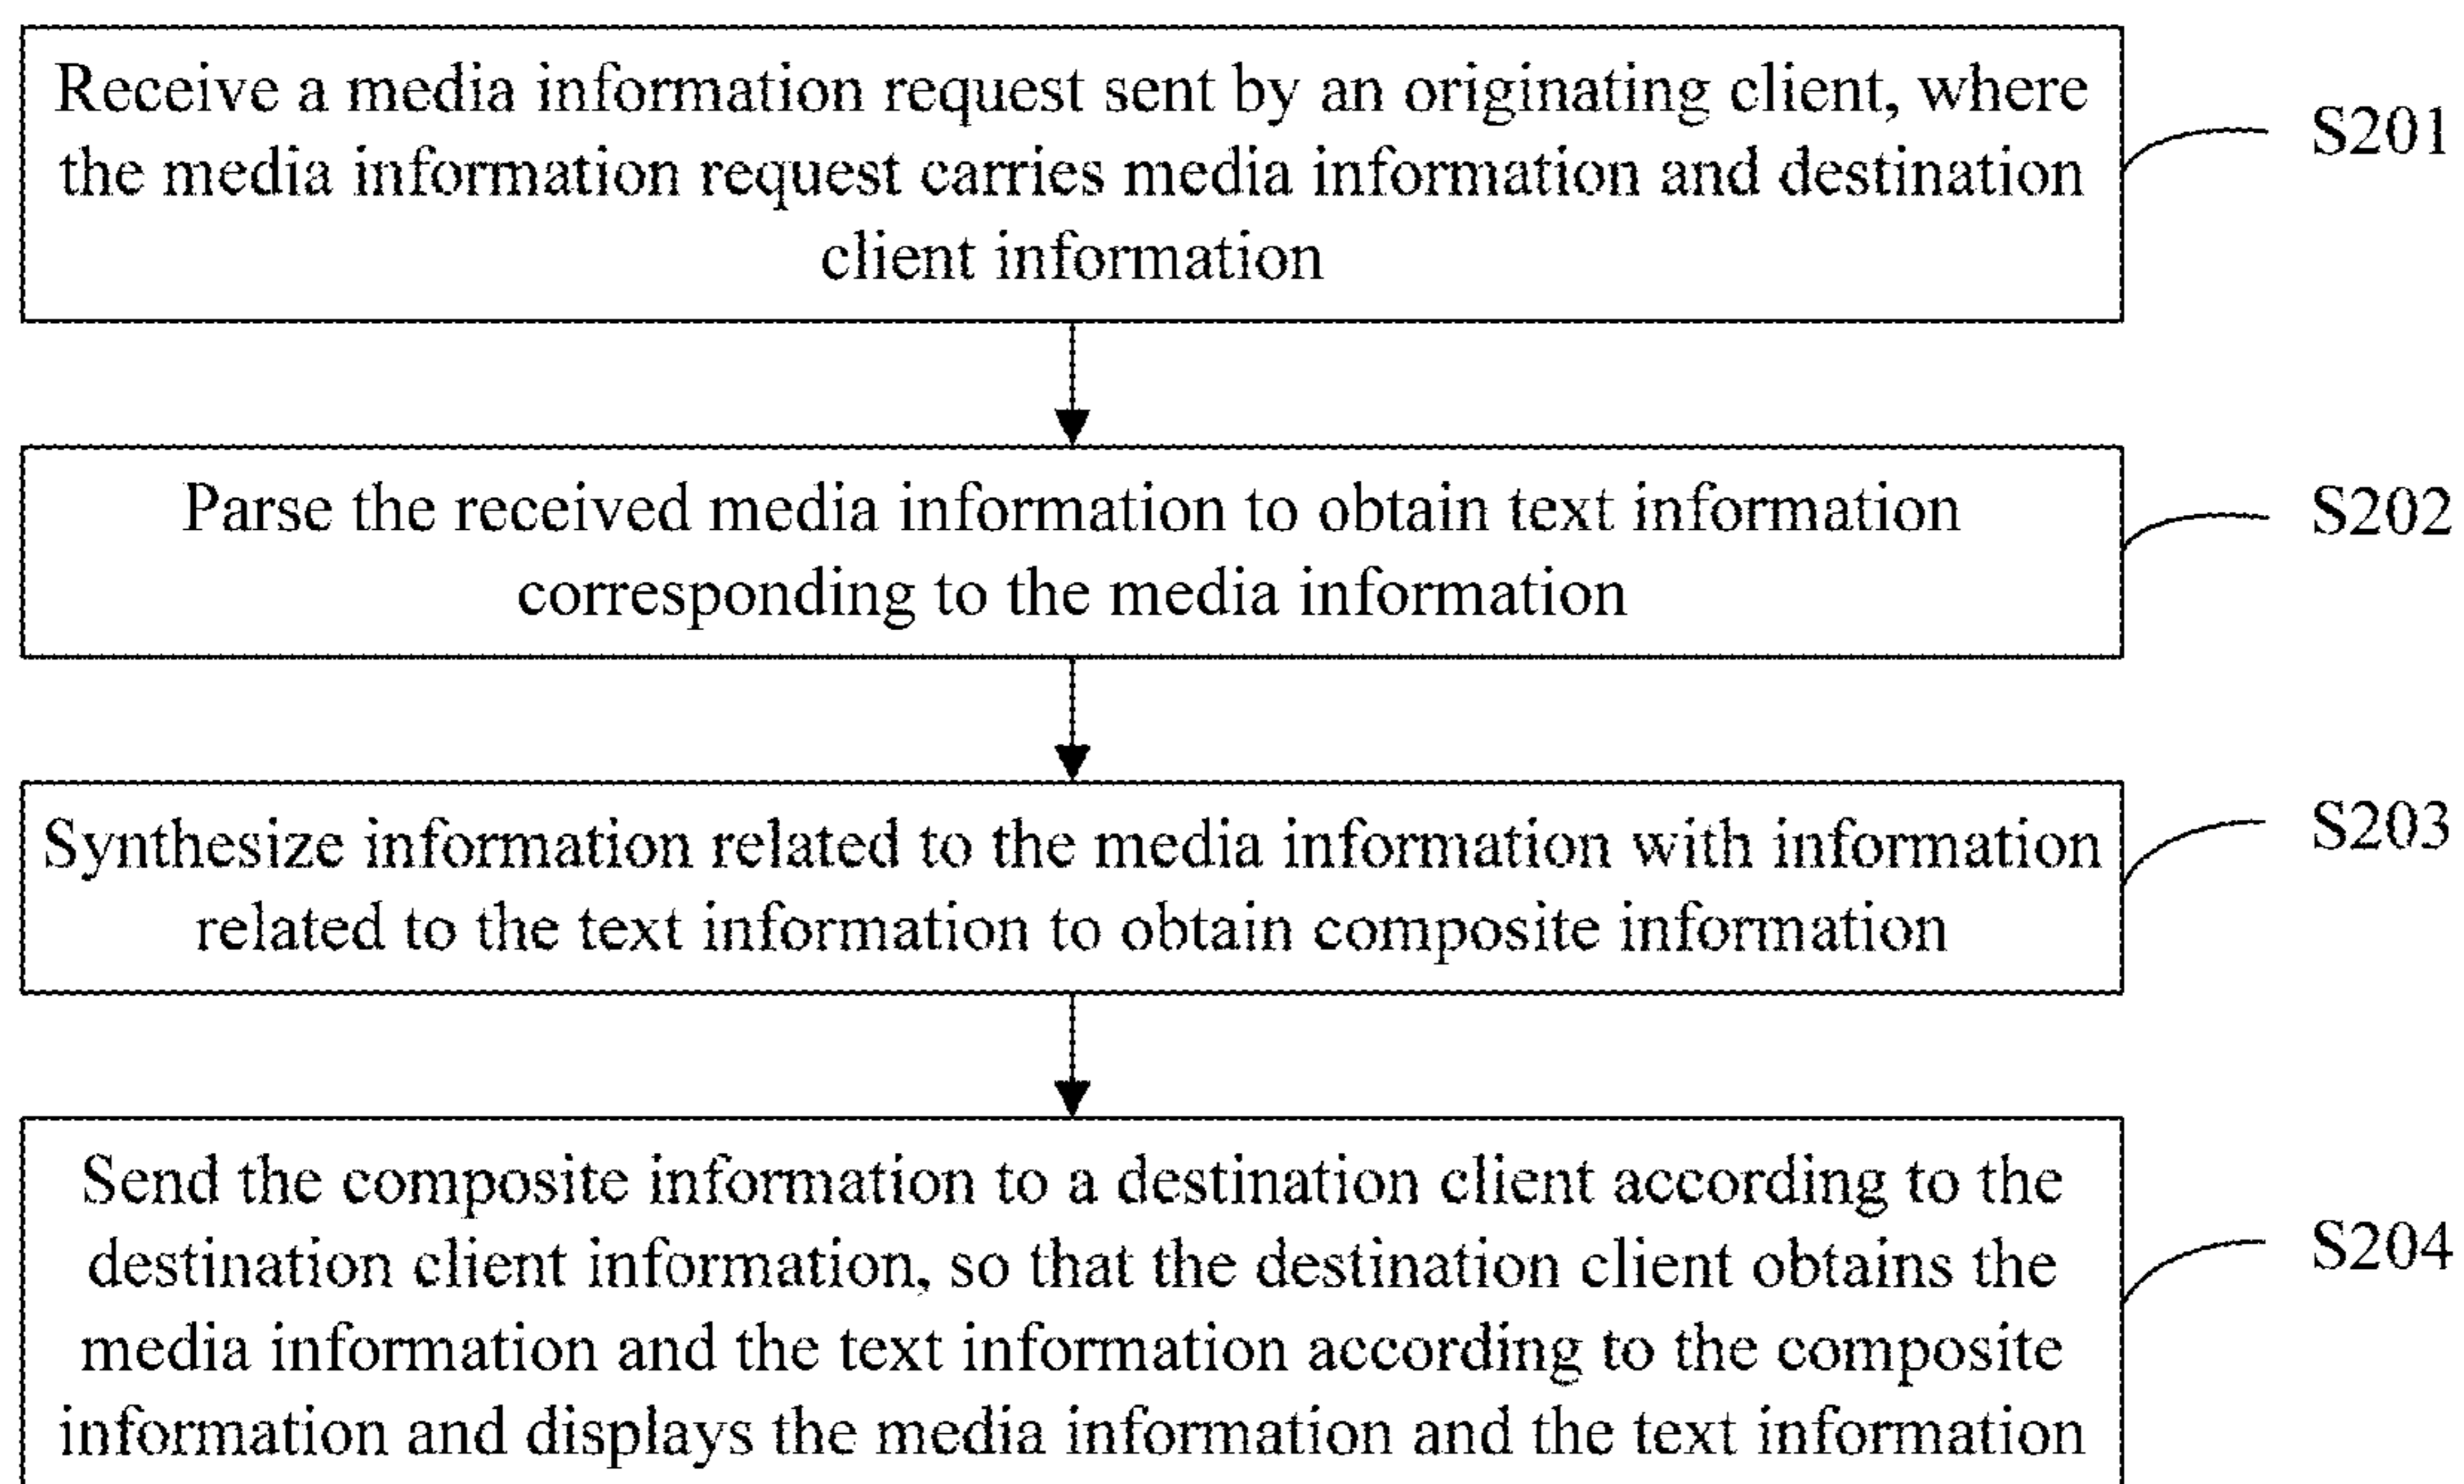 Receive a media information request sent by an originating client, where
the media information request carries media information and destination
client information
S201
Parse the received media information to obtain text information
corresponding to the media information
S202
Synthesize information related to the media information with information
related to the text information to obtain composite information
S203
Send the composite information to a destination client according to the
destination client information, so that the destination client obtains the
media information and the text information according to the composite
information and displays the media information and the text information
S204